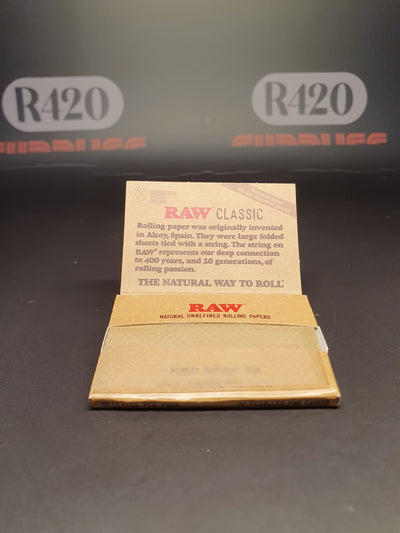 R420
R420
RAW® CLASSIC
Rolling paper was originally invented
in Alcoy, Spain. They were large folded
sheets tied with a string. The string on
RAW® represents our deep connection
to 400 years, and 20 generations, of
rolling passion.
THE NATURAL WAY TO ROLL®
RAW®
NATURAL UNREFINED ROLLING PAPERS